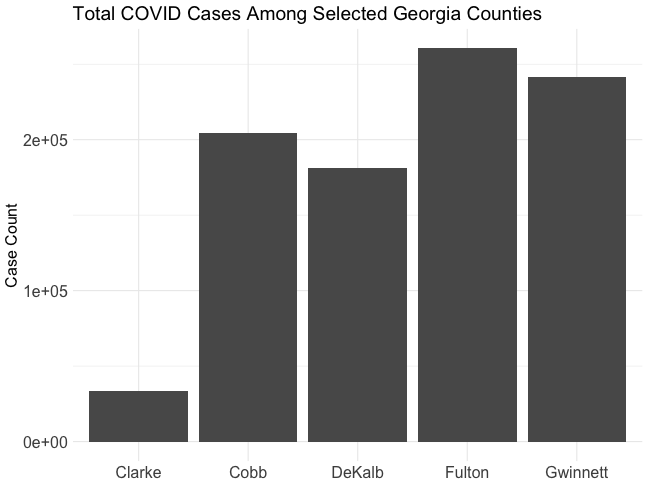 Total COVID Cases Among Selected Georgia Counties
Case Count
2e+05
1e+05
0e+00
Clarke Cobb DeKalb Fulton Gwinnett